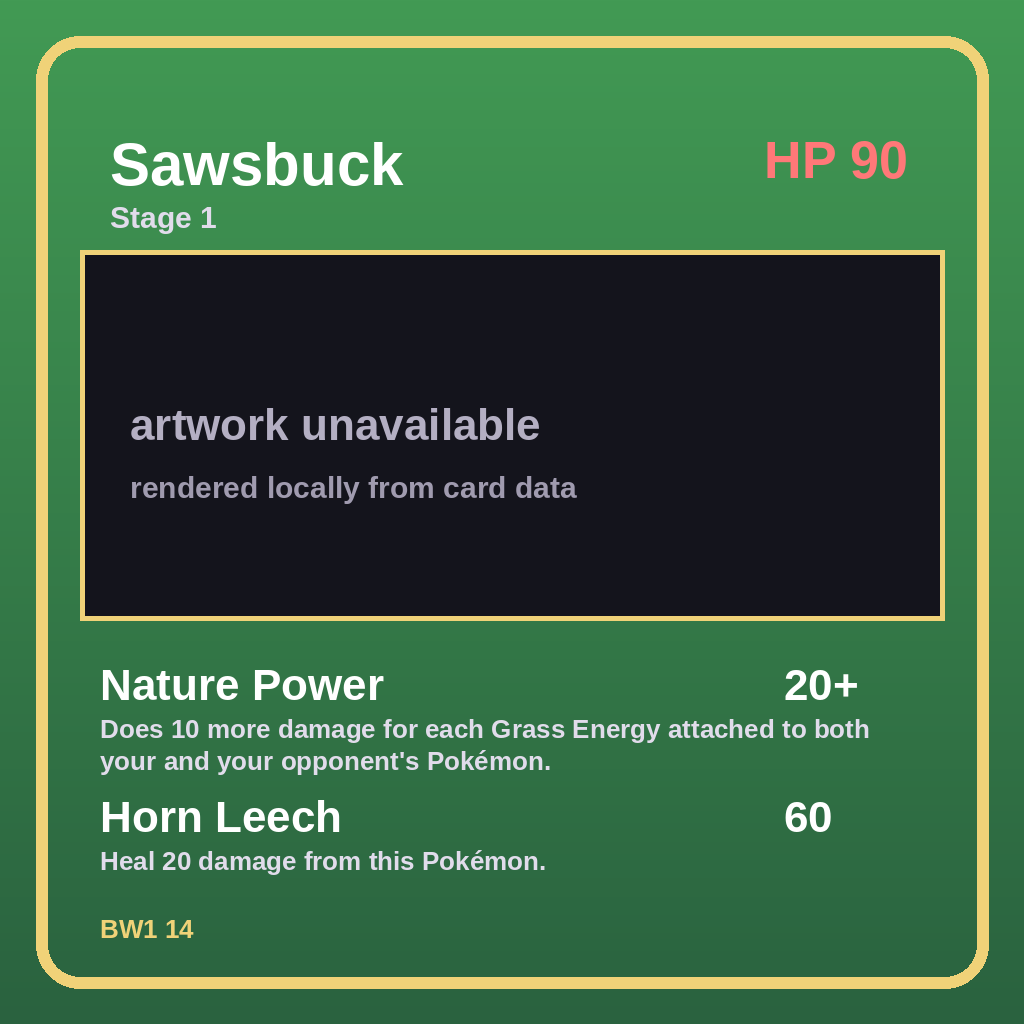 Sawsbuck
HP 90
Stage 1
artwork unavailable
rendered locally from card data
Nature Power 20+
Does 10 more damage for each Grass Energy attached to both
your and your opponent's Pokémon.
Horn Leech 60
Heal 20 damage from this Pokémon.
BW1 14